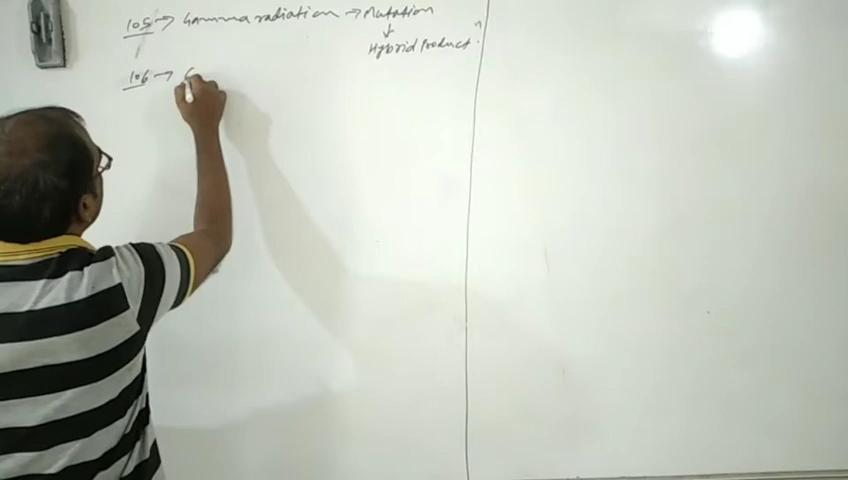 105 → Gamma radiation → Mutation
↓
Hybrid Product.n
106 →